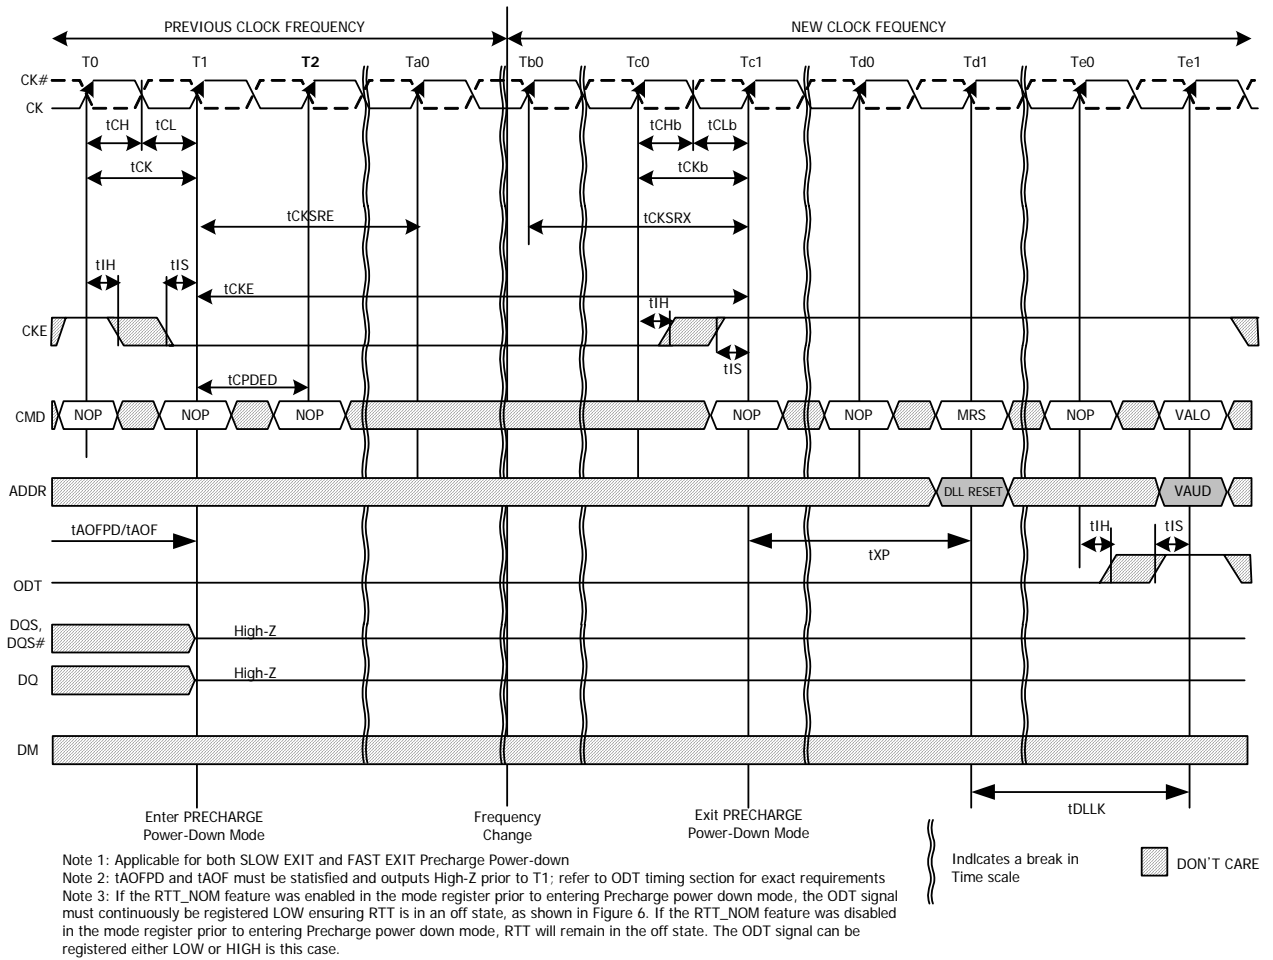 PREVIOUS CLOCK FREQUENCY NEW CLOCK FEQUENCY
T0 T1 T2 Ta0 Tb0 Tc0 Tc1 Td0 Td1 Te0 Te1
CK#
CK
tCH tCL tCHb tCLb
tCK tCKb
tCKSRE tCKSRX
tIH tIS
tCKE
tIH
CKE
tIS
tCPDED
CMD NOP NOP NOP NOP NOP MRS NOP VALO
ADDR DLL RESET VAUD
tAOFPD/tAOF tIH tIS
tXP
ODT
DQS,
DQS# High-Z
DQ High-Z
DM
tDLLK
Enter PRECHARGE
Power-Down Mode
Frequency
Change
Exit PRECHARGE
Power-Down Mode
Indlcates a break in
Time scale
DON'T CARE
Note 1: Applicable for both SLOW EXIT and FAST EXIT Precharge Power-down
Note 2: tAOFPD and tAOF must be statisfied and outputs High-Z prior to T1; refer to ODT timing section for exact requirements
Note 3: If the RTT_NOM feature was enabled in the mode register prior to entering Precharge power down mode, the ODT signal
must continuously be registered LOW ensuring RTT is in an off state, as shown in Figure 6. If the RTT_NOM feature was disabled
in the mode register prior to entering Precharge power down mode, RTT will remain in the off state. The ODT signal can be
registered either LOW or HIGH is this case.